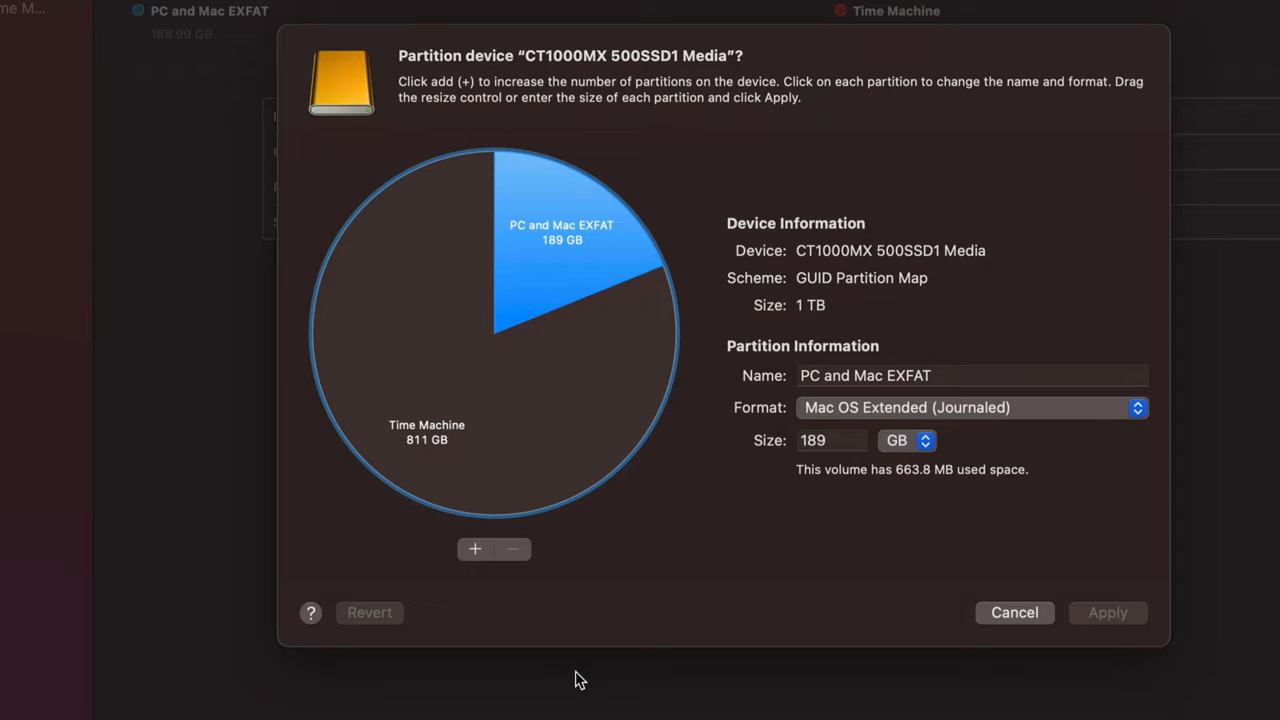 me M...
PC and Mac EXFAT
Time Machine
188.99 GB
Partition device “CT1000MX 500SSD1 Media”?
Click add (+) to increase the number of partitions on the device. Click on each partition to change the name and format. Drag
the resize control or enter the size of each partition and click Apply.
PC and Mac EXFAT
189 GB
Time Machine
811 GB
+ −
Device Information
Device: CT1000MX 500SSD1 Media
Scheme: GUID Partition Map
Size: 1 TB
Partition Information
Name: PC and Mac EXFAT
Format: Mac OS Extended (Journaled)
Size: 189 GB
This volume has 663.8 MB used space.
? Revert
Cancel Apply